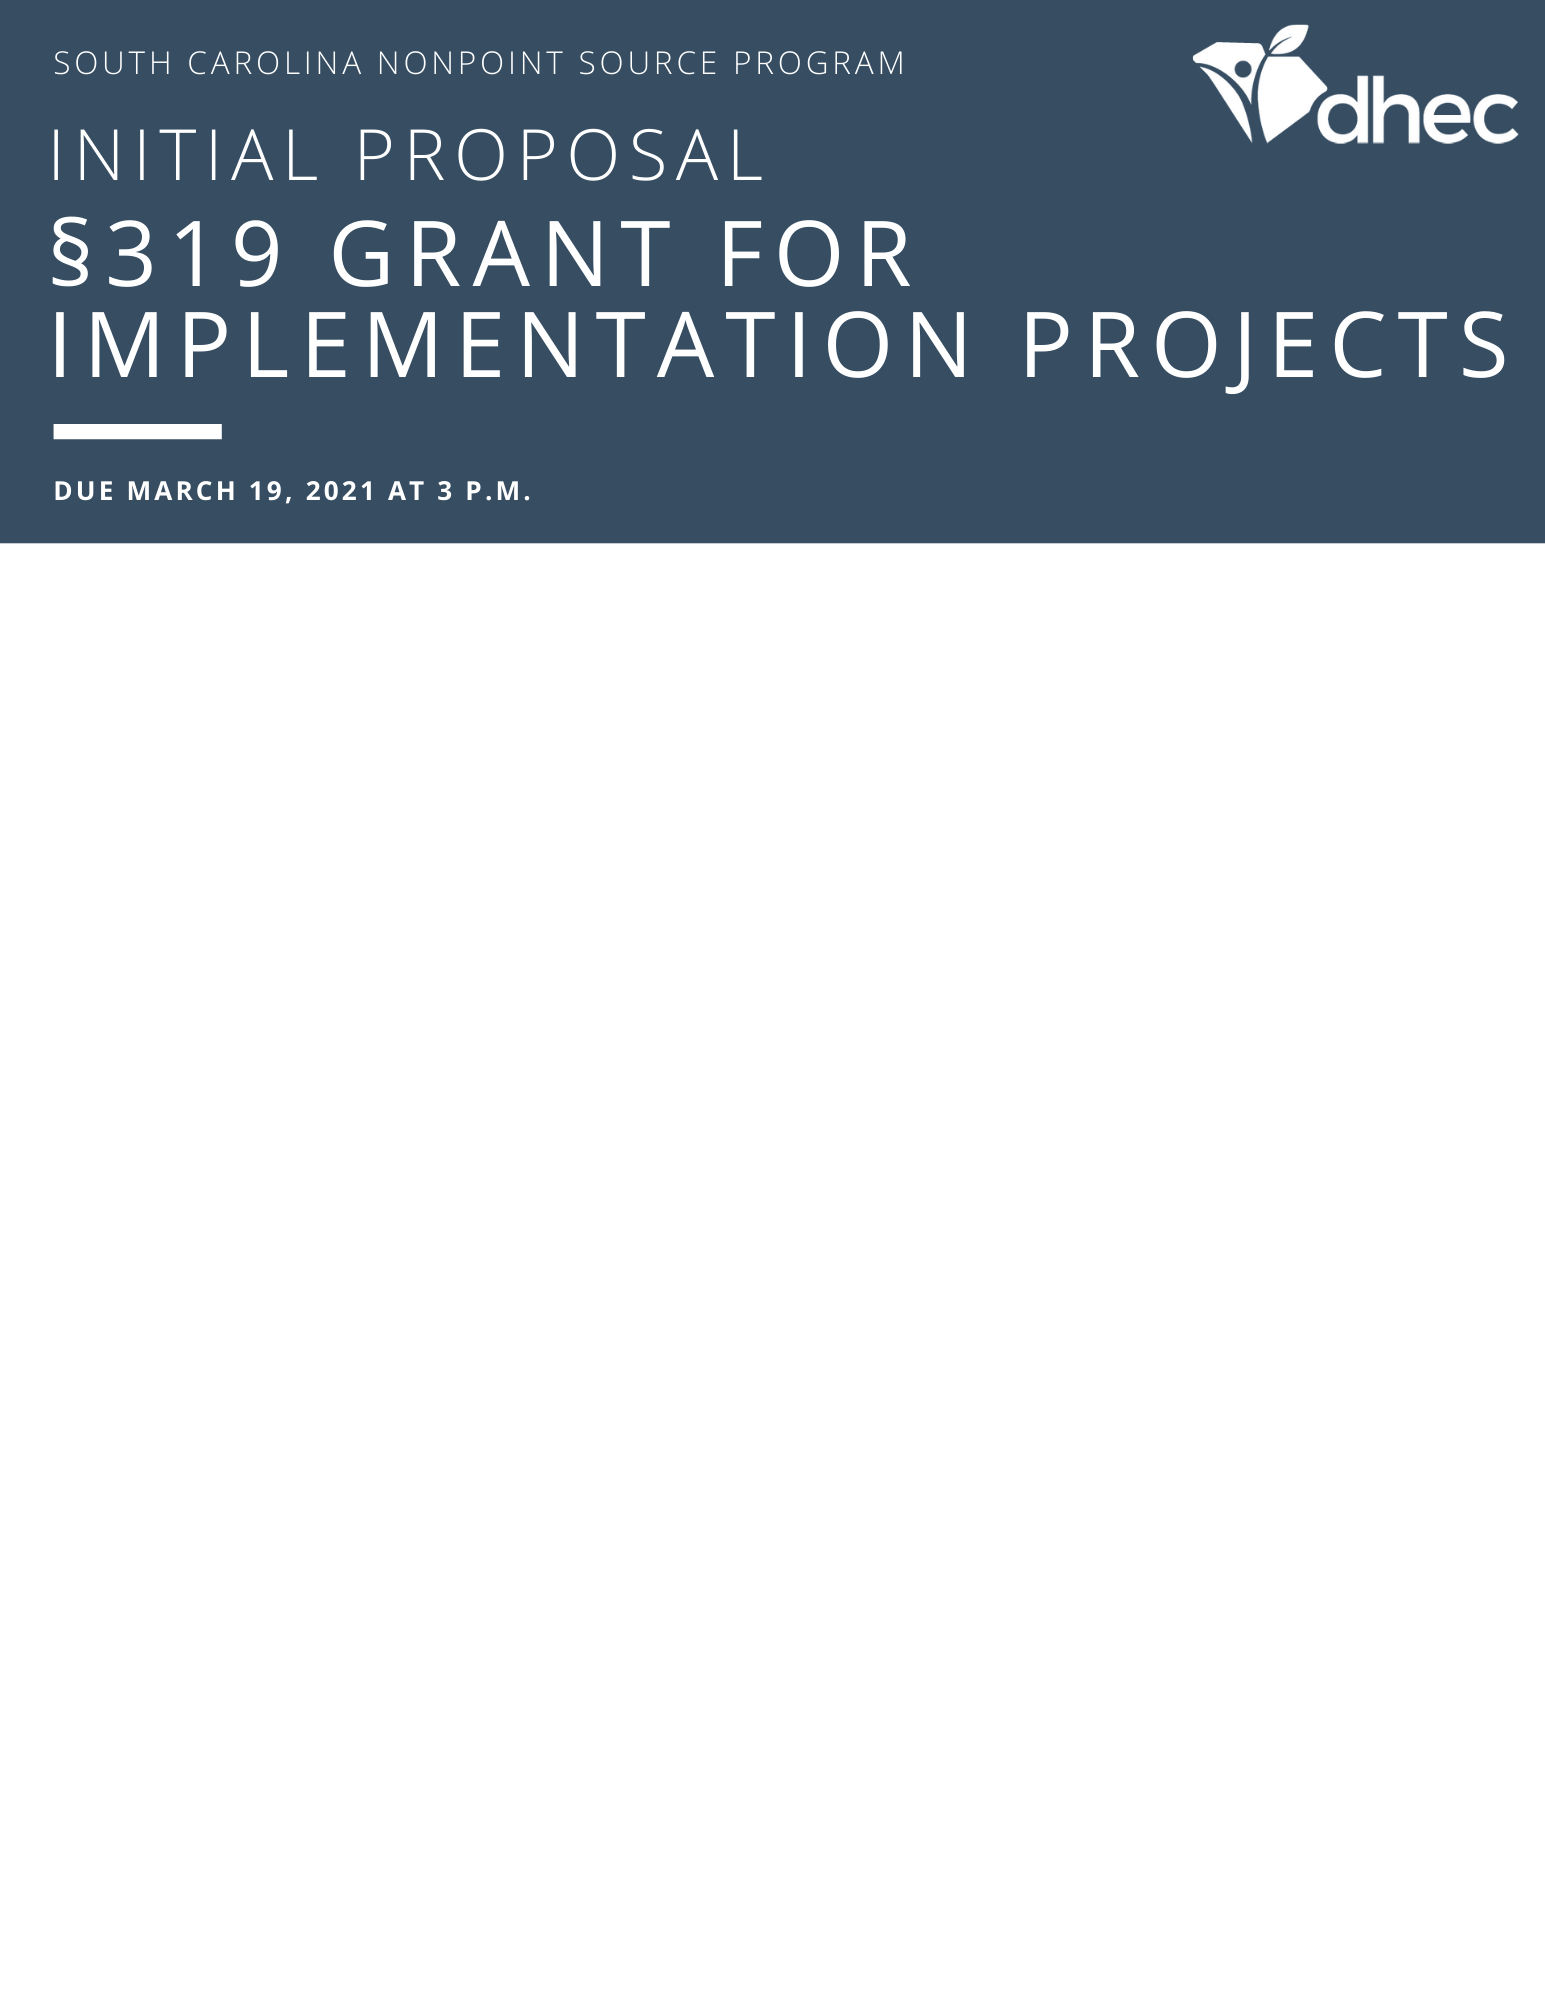 SOUTH CAROLINA NONPOINT SOURCE PROGRAM
dhec
INITIAL PROPOSAL
§319 GRANT FOR
IMPLEMENTATION PROJECTS
DUE MARCH 19, 2021 AT 3 P.M.